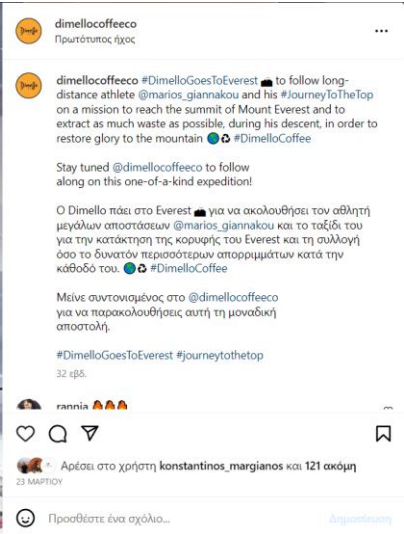 dimellocoffeeco
Πρωτότυπος ήχος
Dimello
dimellocoffeeco #DimelloGoesToEverest 🏔️ to follow long-
distance athlete @marios_giannakou and his #JourneyToTheTop
on a mission to reach the summit of Mount Everest and to
extract as much waste as possible, during his descent, in order to
restore glory to the mountain 🌍♻️ #DimelloCoffee
Stay tuned @dimellocoffeeco to follow
along on this one-of-a-kind expedition!
Ο Dimello πάει στο Everest 🏔️ για να ακολουθήσει τον αθλητή
μεγάλων αποστάσεων @marios_giannakou και το ταξίδι του
για την κατάκτηση της κορυφής του Everest και τη συλλογή
όσο το δυνατόν περισσότερων απορριμμάτων κατά την
κάθοδό του. 🌍♻️ #DimelloCoffee
Μείνε συντονισμένος στο @dimellocoffeeco
για να παρακολουθήσεις αυτή τη μοναδική
αποστολή.
#DimelloGoesToEverest #journeytothetop
32 εβδ.
rannia 🔥🔥🔥
Αρέσει στο χρήστη konstantinos_margianos και 121 ακόμη
23 ΜΑΡΤΙΟΥ
Προσθέστε ένα σχόλιο...
Δημοσίευση